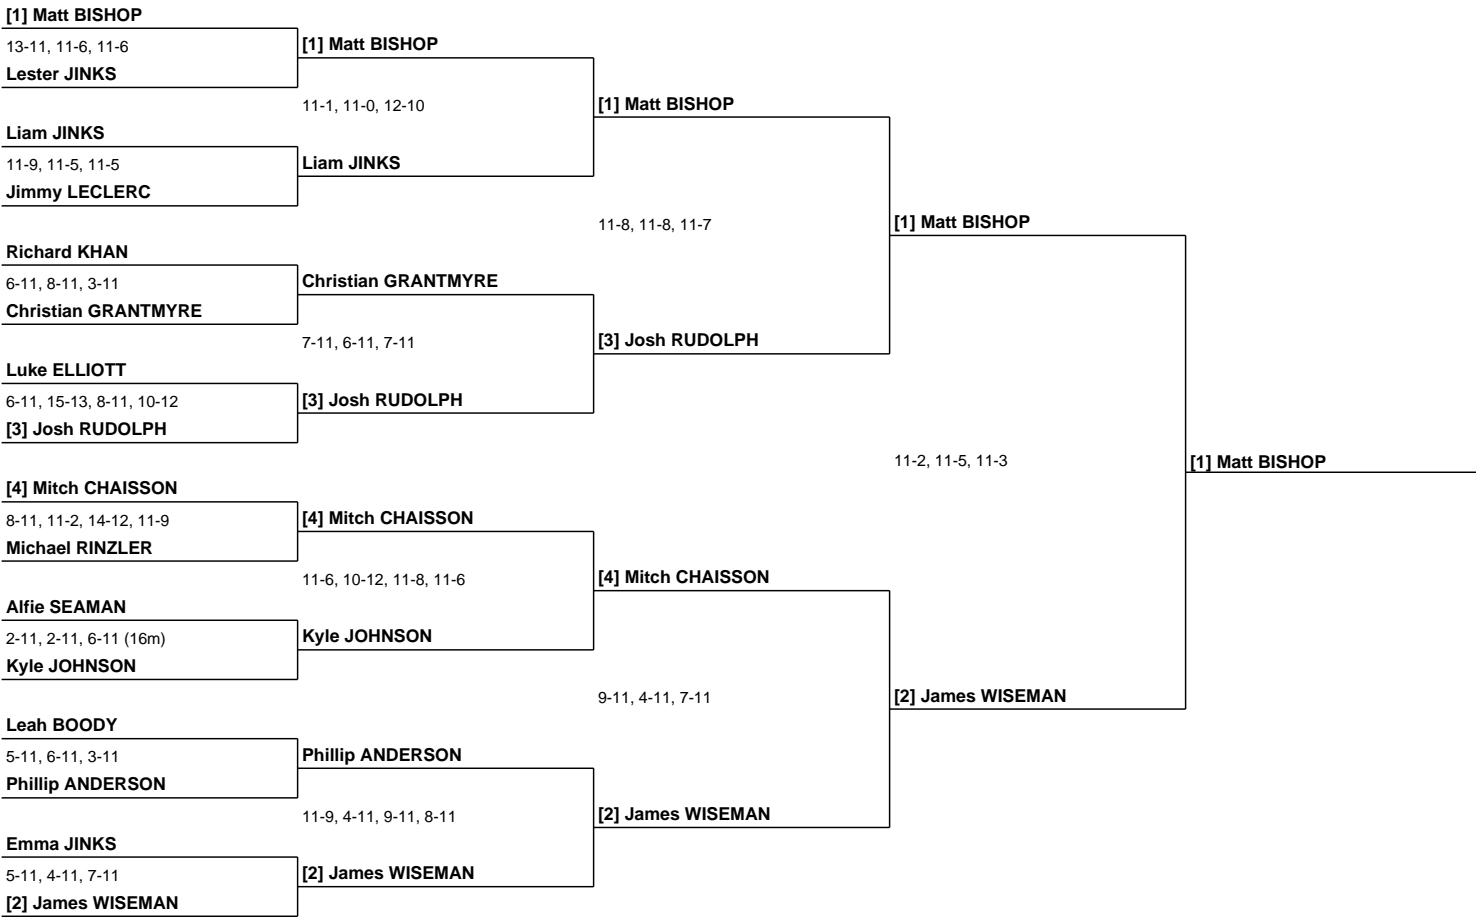 [1] Matt BISHOP
13-11, 11-6, 11-6
Lester JINKS
Liam JINKS
11-9, 11-5, 11-5
Jimmy LECLERC
Richard KHAN
6-11, 8-11, 3-11
Christian GRANTMYRE
Luke ELLIOTT
6-11, 15-13, 8-11, 10-12
[3] Josh RUDOLPH
[4] Mitch CHAISSON
8-11, 11-2, 14-12, 11-9
Michael RINZLER
Alfie SEAMAN
2-11, 2-11, 6-11 (16m)
Kyle JOHNSON
Leah BOODY
5-11, 6-11, 3-11
Phillip ANDERSON
Emma JINKS
5-11, 4-11, 7-11
[2] James WISEMAN
[1] Matt BISHOP
11-1, 11-0, 12-10
Liam JINKS
Christian GRANTMYRE
7-11, 6-11, 7-11
[3] Josh RUDOLPH
[4] Mitch CHAISSON
11-6, 10-12, 11-8, 11-6
Kyle JOHNSON
Phillip ANDERSON
11-9, 4-11, 9-11, 8-11
[2] James WISEMAN
[1] Matt BISHOP
11-8, 11-8, 11-7
[3] Josh RUDOLPH
[4] Mitch CHAISSON
9-11, 4-11, 7-11
[2] James WISEMAN
[1] Matt BISHOP
11-2, 11-5, 11-3
[2] James WISEMAN
[1] Matt BISHOP